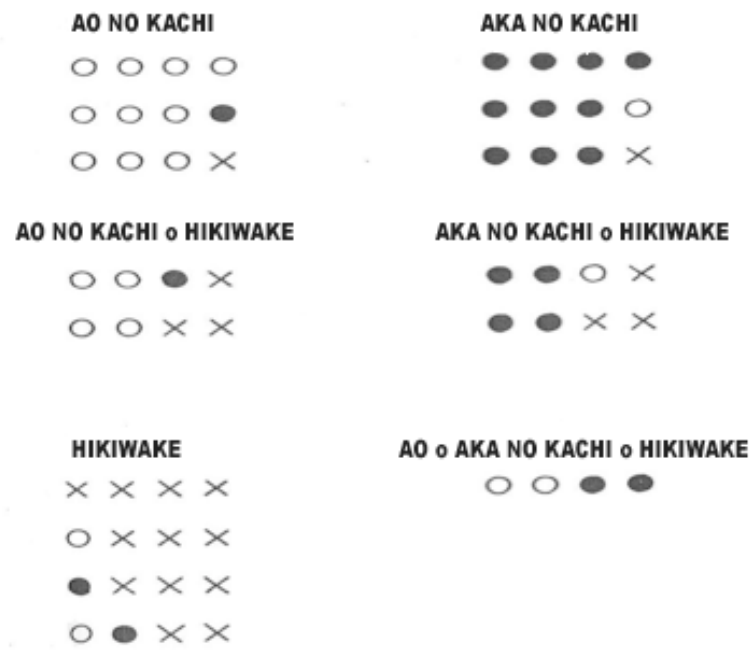 AO NO KACHI
AKA NO KACHI
AO NO KACHI o HIKIWAKE
AKA NO KACHI o HIKIWAKE
HIKIWAKE
AO o AKA NO KACHI o HIKIWAKE